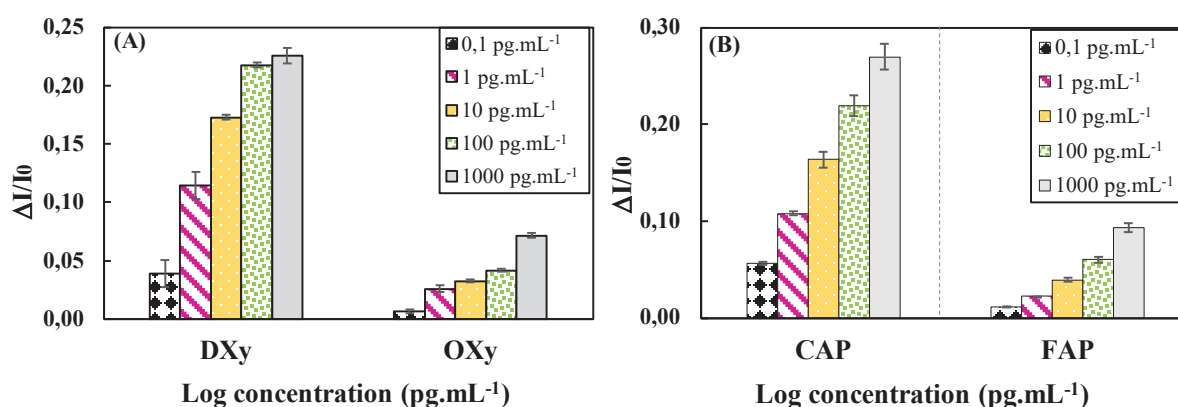 (A)
0,25
0,20
0,15
0,10
0,05
0,00
ΔI/I0
0,1 pg.mL⁻¹
1 pg.mL⁻¹
10 pg.mL⁻¹
100 pg.mL⁻¹
1000 pg.mL⁻¹
DXy OXy
Log concentration (pg.mL⁻¹)
(B)
0,30
0,20
0,10
0,00
ΔI/I0
0,1 pg.mL⁻¹
1 pg.mL⁻¹
10 pg.mL⁻¹
100 pg.mL⁻¹
1000 pg.mL⁻¹
CAP FAP
Log concentration (pg.mL⁻¹)